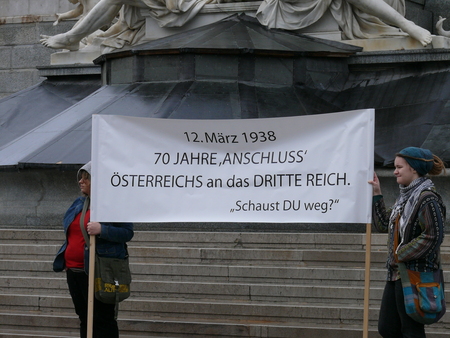 12.März 1938
70 JAHRE‚ANSCHLUSS‘
ÖSTERREICHS an das DRITTE REICH.
„Schaust DU weg?“